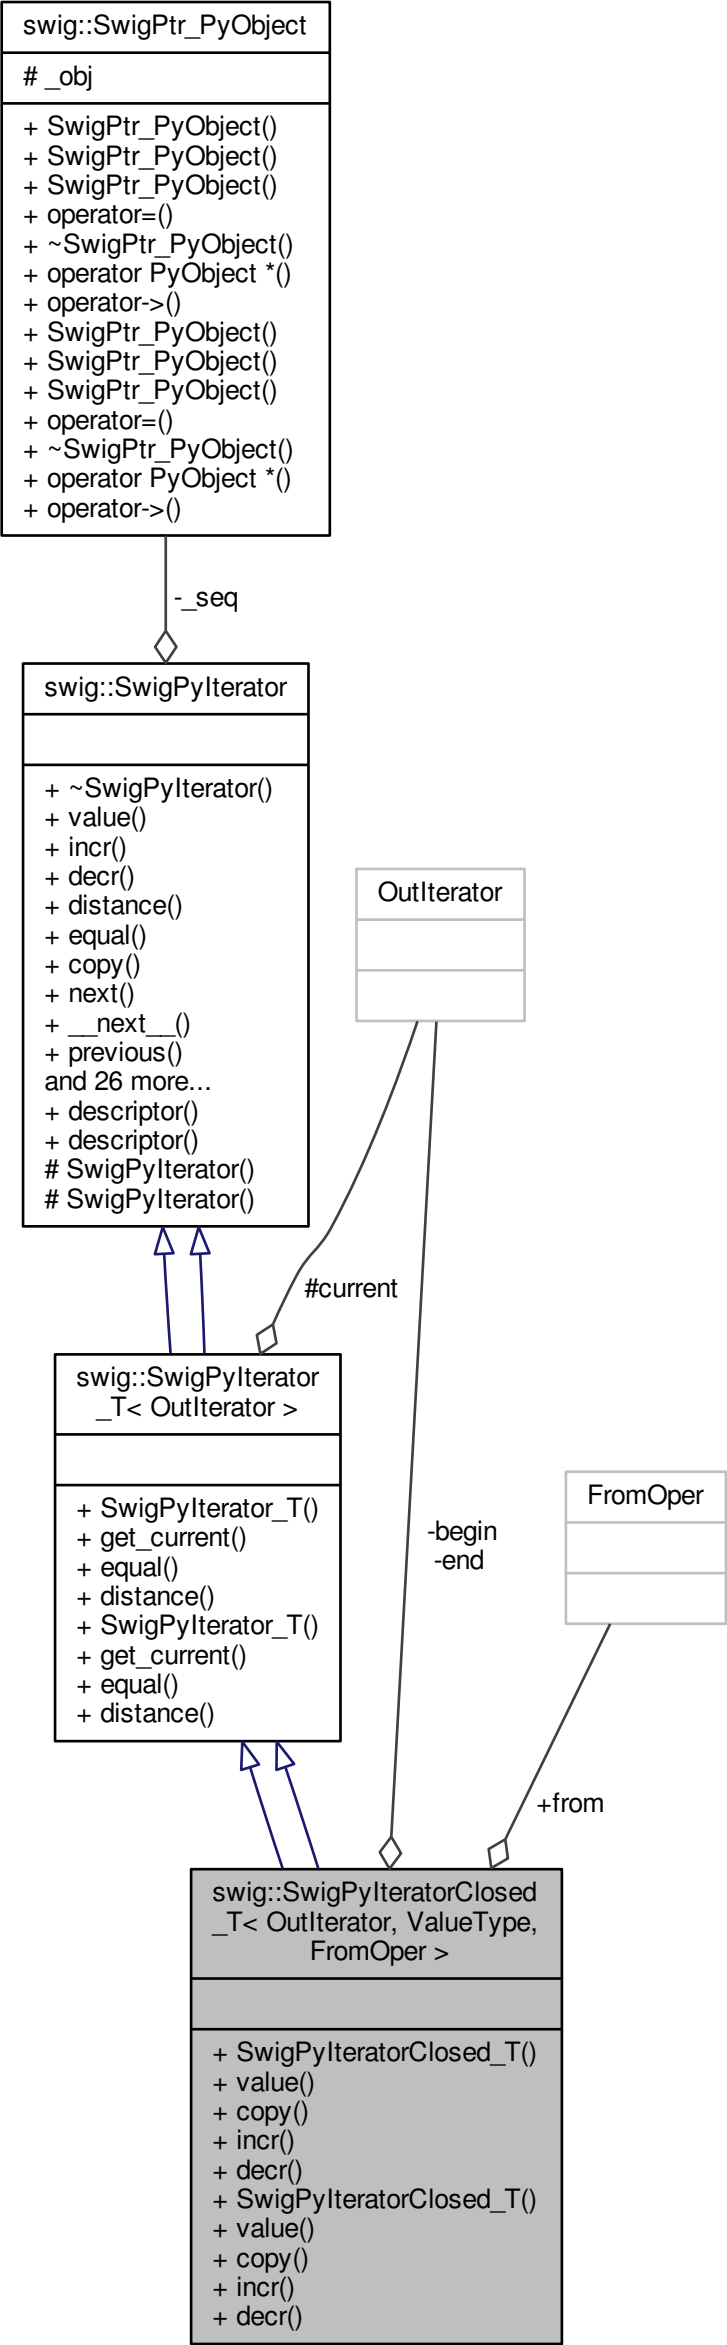 swig::SwigPtr_PyObject
# _obj
+ SwigPtr_PyObject()
+ SwigPtr_PyObject()
+ SwigPtr_PyObject()
+ operator=()
+ ~SwigPtr_PyObject()
+ operator PyObject *()
+ operator->()
+ SwigPtr_PyObject()
+ SwigPtr_PyObject()
+ SwigPtr_PyObject()
+ operator=()
+ ~SwigPtr_PyObject()
+ operator PyObject *()
+ operator->()
-_seq
swig::SwigPyIterator
+ ~SwigPyIterator()
+ value()
+ incr()
+ decr()
+ distance()
+ equal()
+ copy()
+ next()
+ __next__()
+ previous()
and 26 more...
+ descriptor()
+ descriptor()
# SwigPyIterator()
# SwigPyIterator()
OutIterator
#current
swig::SwigPyIterator
_T< OutIterator >
+ SwigPyIterator_T()
+ get_current()
+ equal()
+ distance()
+ SwigPyIterator_T()
+ get_current()
+ equal()
+ distance()
-begin
-end
FromOper
+from
swig::SwigPyIteratorClosed
_T< OutIterator, ValueType,
FromOper >
+ SwigPyIteratorClosed_T()
+ value()
+ copy()
+ incr()
+ decr()
+ SwigPyIteratorClosed_T()
+ value()
+ copy()
+ incr()
+ decr()